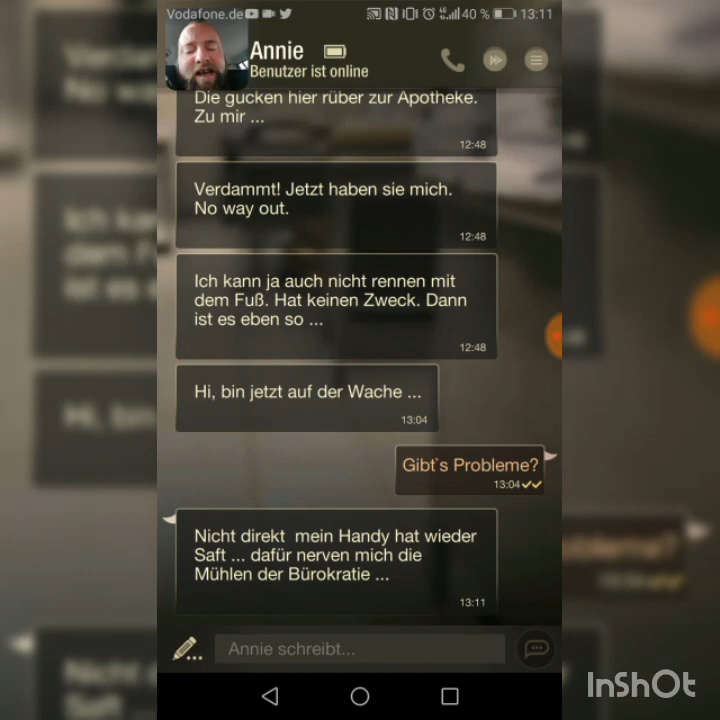 Vodafone.de 40 % 13:11
Annie
Benutzer ist online
Die gucken hier rüber zur Apotheke.
Zu mir ...
12:48
Verdammt! Jetzt haben sie mich.
No way out.
12:48
Ich kann ja auch nicht rennen mit
dem Fuß. Hat keinen Zweck. Dann
ist es eben so ...
12:48
Hi, bin jetzt auf der Wache ...
13:04
Gibt`s Probleme?
13:04
Nicht direkt  mein Handy hat wieder
Saft ... dafür nerven mich die
Mühlen der Bürokratie ...
13:11
Annie schreibt...
InShOt